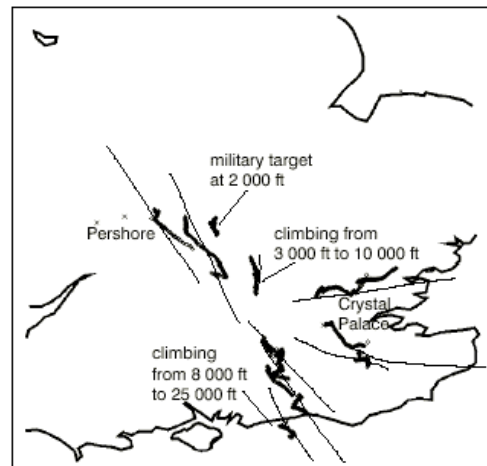 military target
at 2 000 ft
Pershore
climbing from
3 000 ft to 10 000 ft
Crystal
Palace
climbing
from 8 000 ft
to 25 000 ft